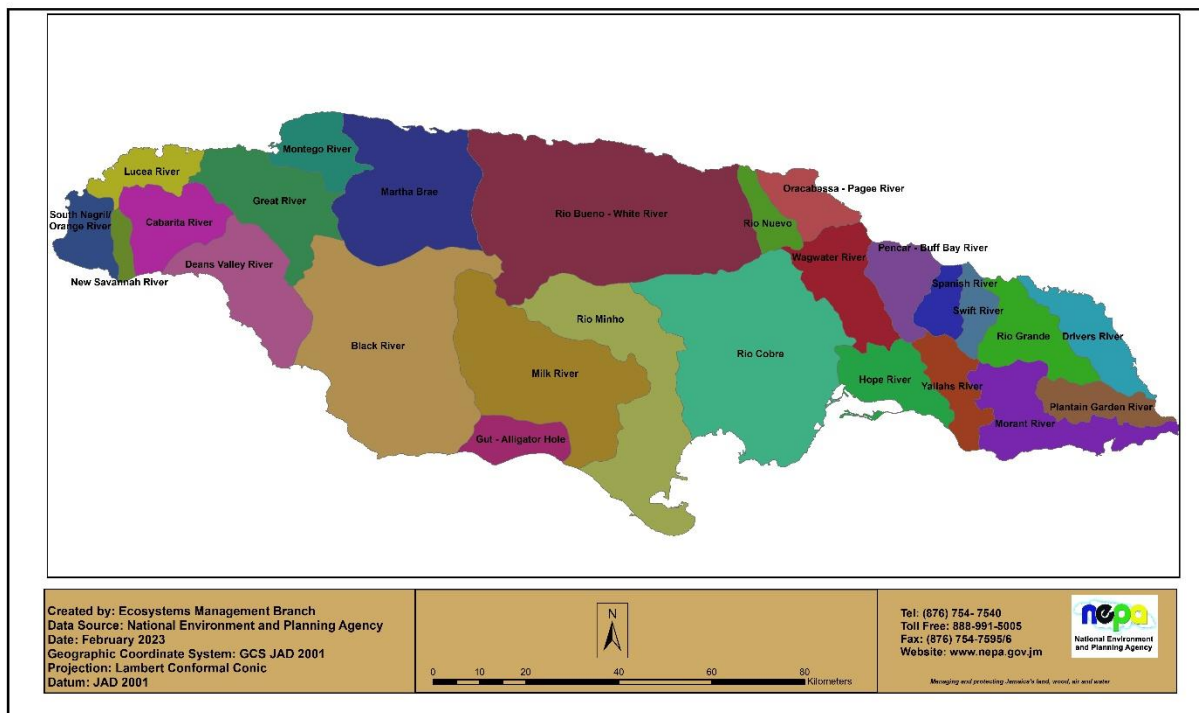 Montego River
Lucea River
Martha Brae
Oracabassa - Pagee River
Great River
South Negril/
Orange River
Cabarita River
Rio Bueno - White River
Rio Nuevo
Pencar - Buff Bay River
Wagwater River
Deans Valley River
New Savannah River
Spanish River
Swift River
Rio Minho
Rio Grande
Drivers River
Black River
Rio Cobre
Milk River
Hope River
Yallahs River
Plantain Garden River
Morant River
Gut - Alligator Hole
Created by: Ecosystems Management Branch
Data Source: National Environment and Planning Agency
Date: February 2023
Geographic Coordinate System: GCS JAD 2001
Projection: Lambert Conformal Conic
Datum: JAD 2001
N
0 20 40 60 80
Kilometers
Tel: (876) 754- 7540
Toll Free: 888-991-5005
Fax: (876) 754-7595/6
Website: www.nepa.gov.jm
nepa
National Environment
and Planning Agency
Managing and protecting Jamaica's land, wood, air and water